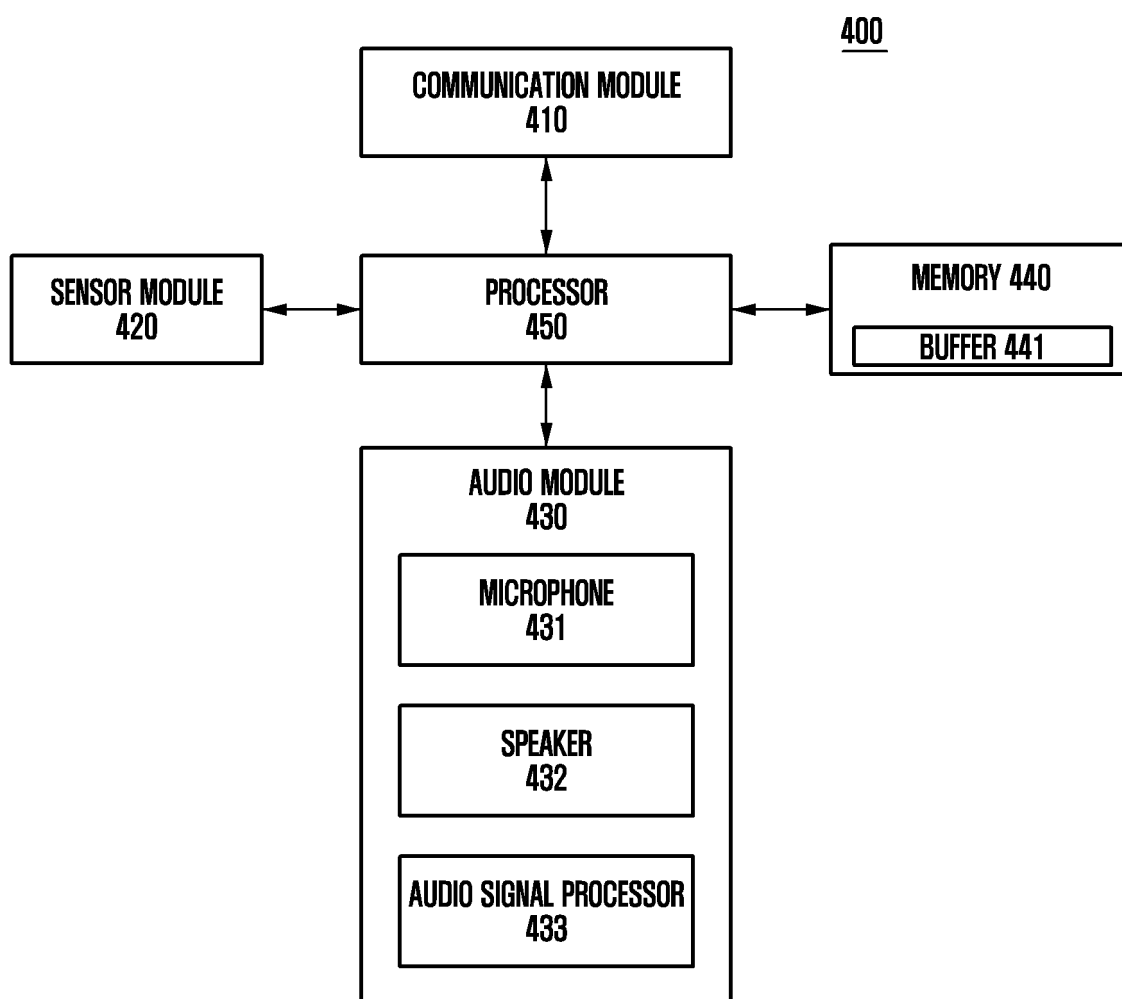 400
COMMUNICATION MODULE
410
SENSOR MODULE
420
PROCESSOR
450
MEMORY 440
BUFFER 441
AUDIO MODULE
430
MICROPHONE
431
SPEAKER
432
AUDIO SIGNAL PROCESSOR
433